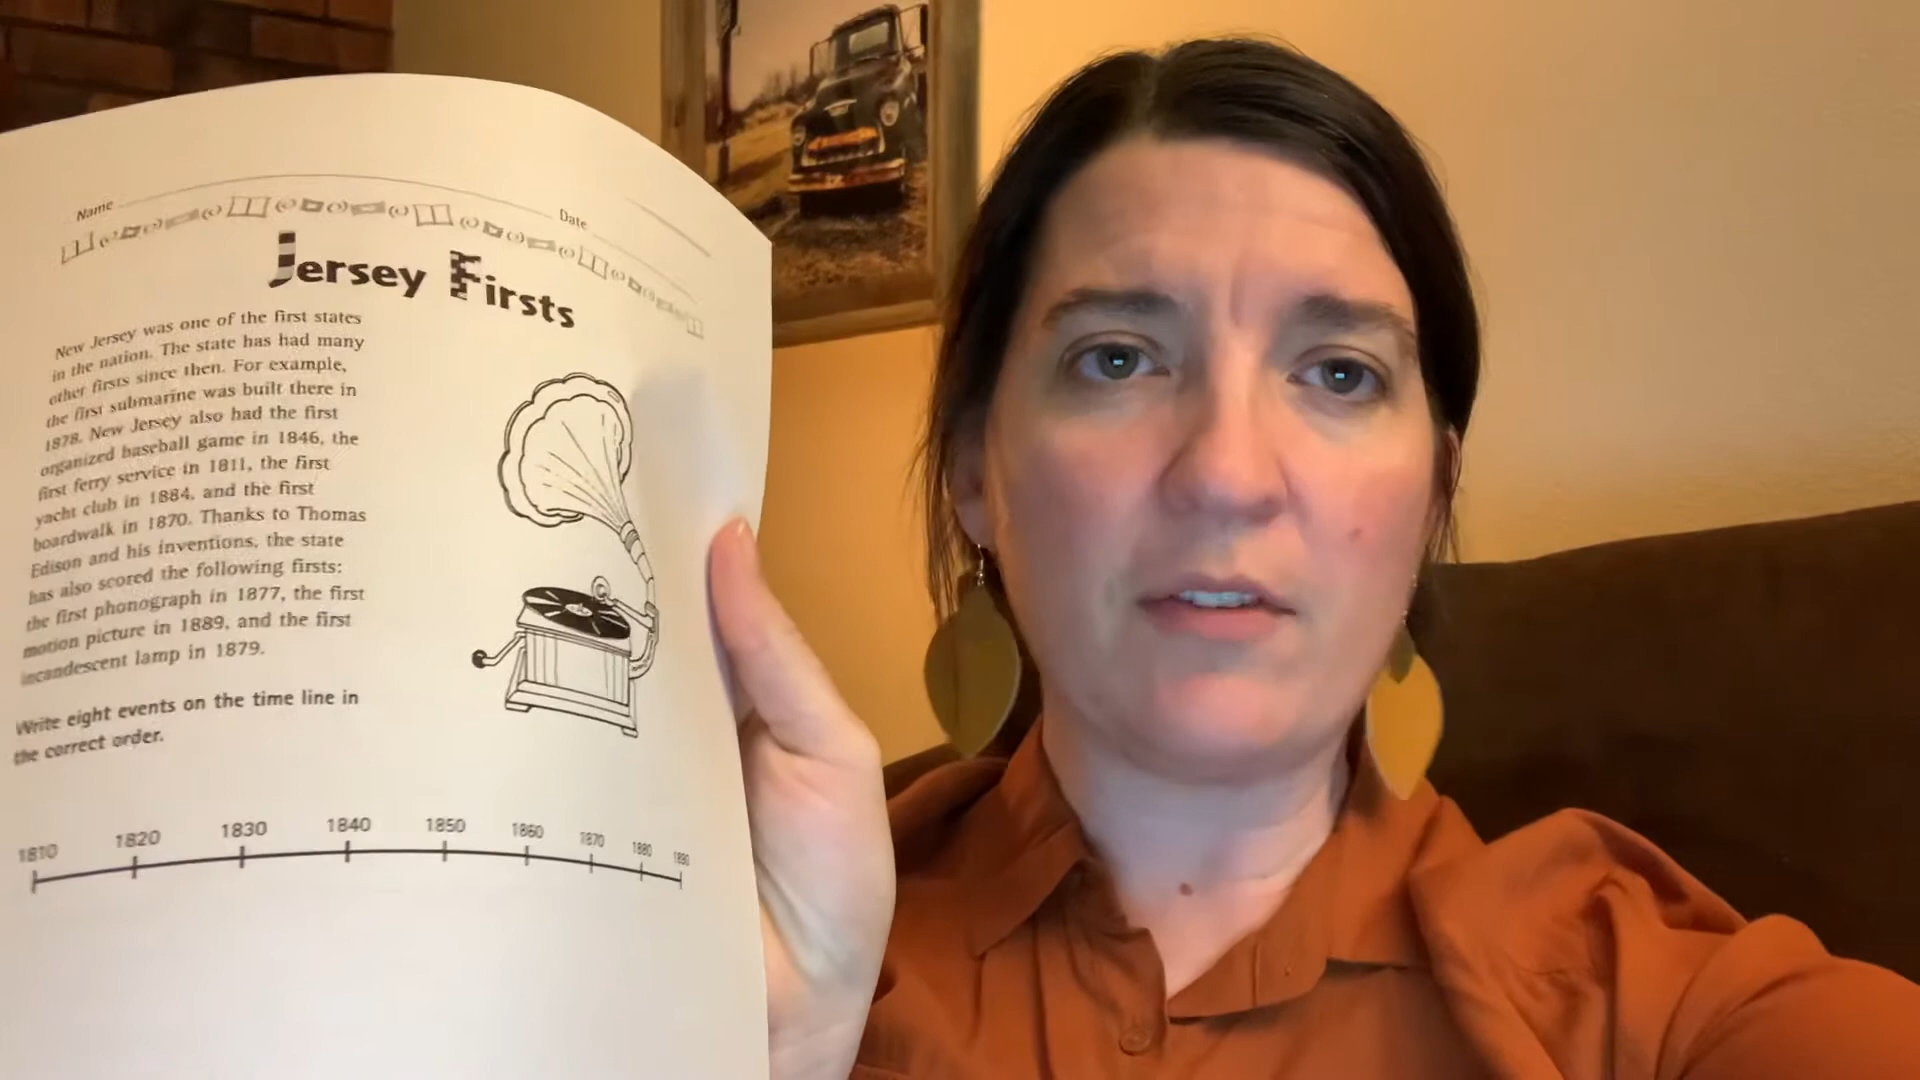 Name
Date
Jersey Firsts
New Jersey was one of the first states
in the nation. The state has had many
other firsts since then. For example,
the first submarine was built there in
1878. New Jersey also had the first
organized baseball game in 1846, the
first ferry service in 1811, the first
yacht club in 1884, and the first
boardwalk in 1870. Thanks to Thomas
Edison and his inventions, the state
has also scored the following firsts:
the first phonograph in 1877, the first
motion picture in 1889, and the first
incandescent lamp in 1879.
Write eight events on the time line in
the correct order.
1810 1820 1830 1840 1850 1860 1870 1880 1890